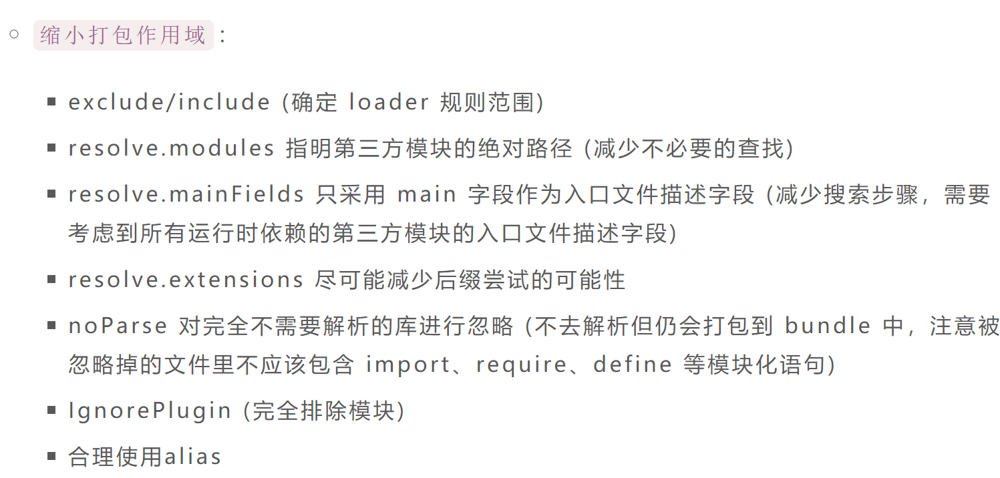 缩小打包作用域：
exclude/include (确定 loader 规则范围)
resolve.modules 指明第三方模块的绝对路径 (减少不必要的查找)
resolve.mainFields 只采用 main 字段作为入口文件描述字段 (减少搜索步骤，需要
考虑到所有运行时依赖的第三方模块的入口文件描述字段)
resolve.extensions 尽可能减少后缀尝试的可能性
noParse 对完全不需要解析的库进行忽略 (不去解析但仍会打包到 bundle 中，注意被
忽略掉的文件里不应该包含 import、require、define 等模块化语句)
IgnorePlugin (完全排除模块)
合理使用alias